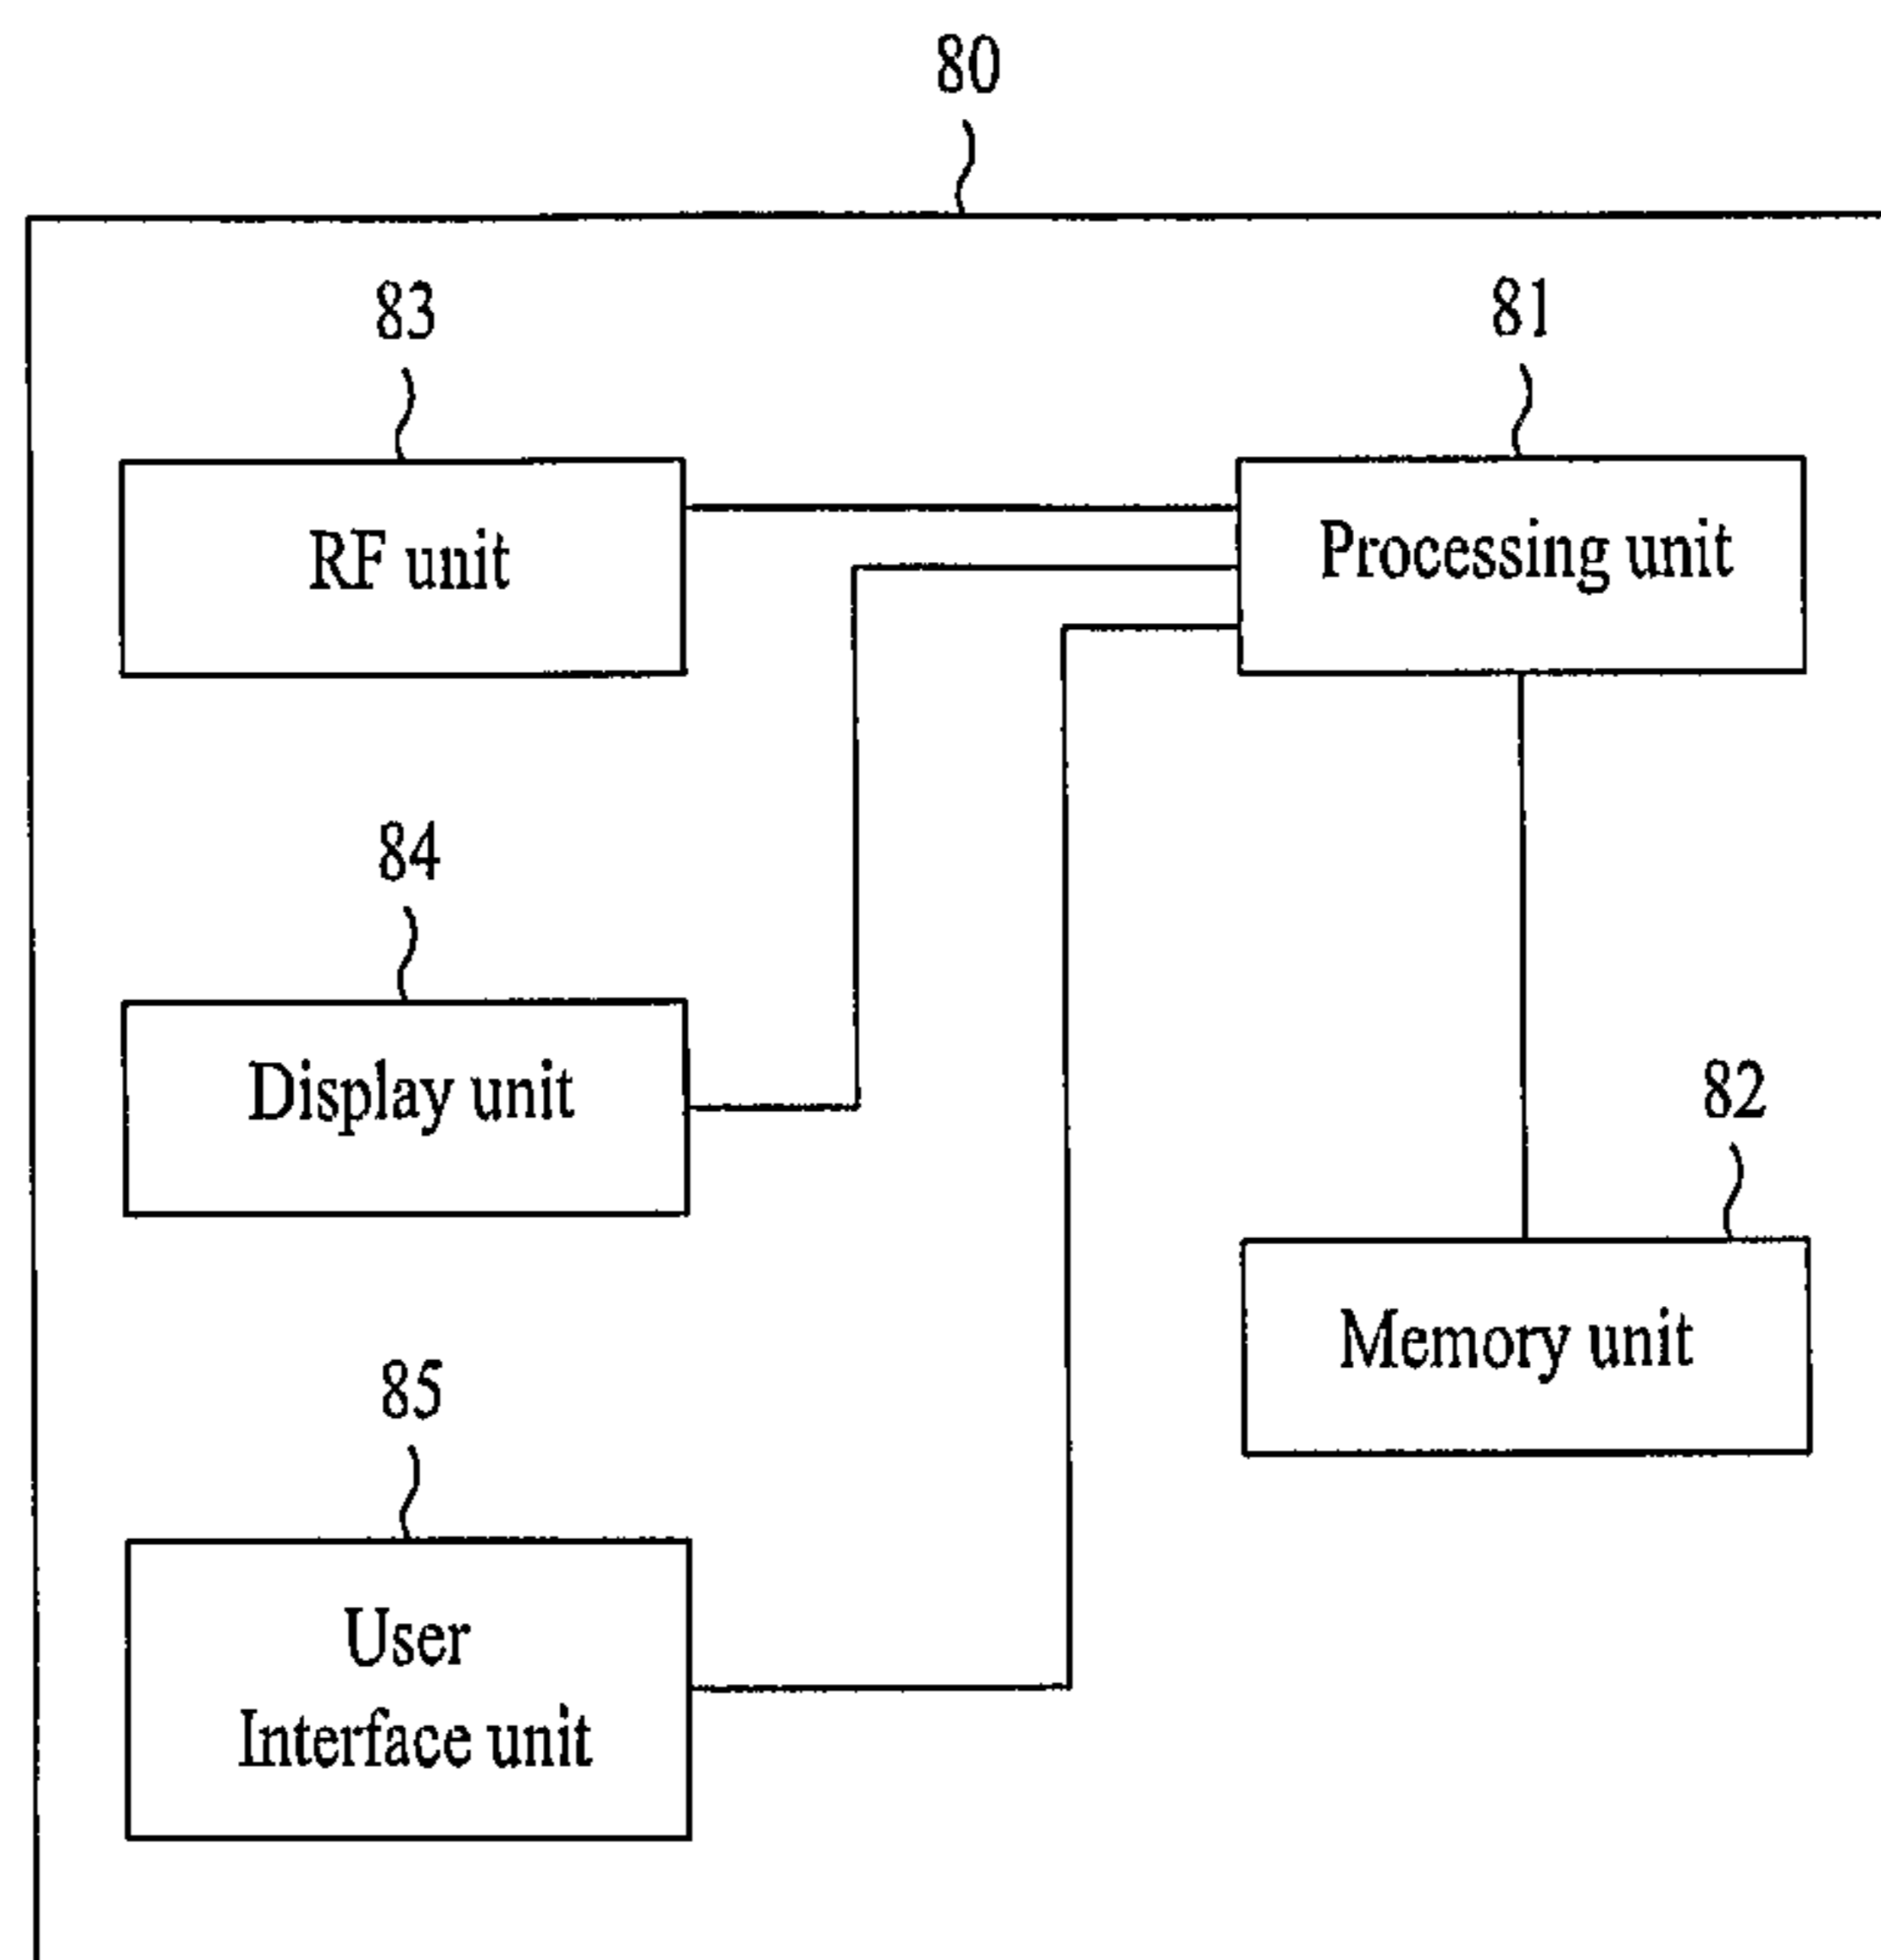 80
83
81
RF unit
Processing unit
84
Display unit
82
Memory unit
85
User
Interface unit